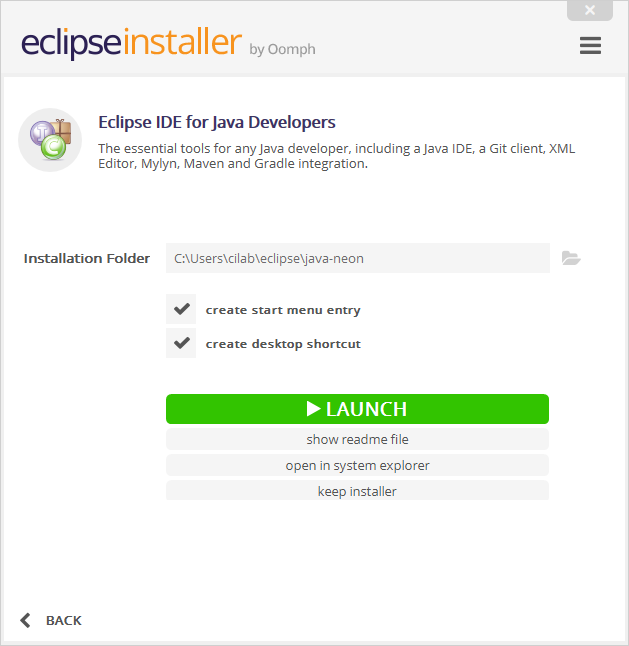 eclipseinstaller by Oomph
Eclipse IDE for Java Developers
The essential tools for any Java developer, including a Java IDE, a Git client, XML
Editor, Mylyn, Maven and Gradle integration.
Installation Folder C:\Users\cilab\eclipse\java-neon
create start menu entry
create desktop shortcut
LAUNCH
show readme file
open in system explorer
keep installer
BACK